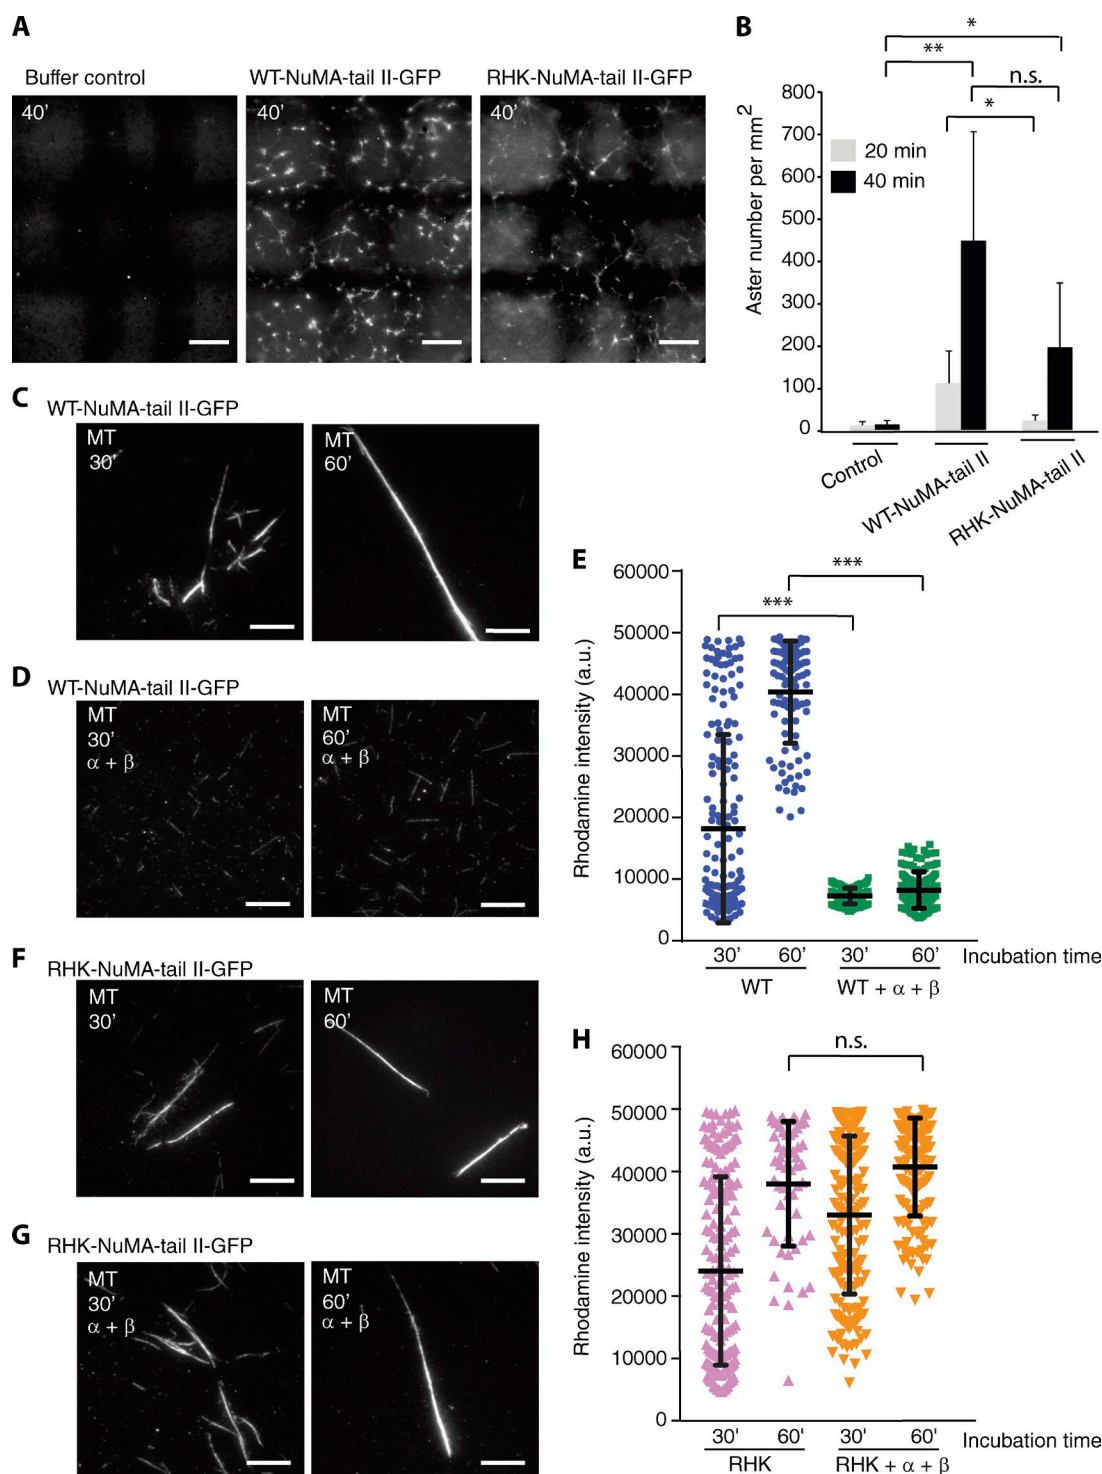 A
Buffer control
WT-NuMA-tail II-GFP
RHK-NuMA-tail II-GFP
40'
40'
40'
B
*
**
n.s.
*
Aster number per mm2
800
700
600
500
400
300
200
100
0
20 min
40 min
Control
WT-NuMA-tail II
RHK-NuMA-tail II
C
WT-NuMA-tail II-GFP
MT
30'
MT
60'
D
WT-NuMA-tail II-GFP
MT
30'
α + β
MT
60'
α + β
E
***
***
Rhodamine intensity (a.u.)
60000
50000
40000
30000
20000
10000
0
30' 60' 30' 60' Incubation time
WT WT + α + β
F
RHK-NuMA-tail II-GFP
MT
30'
MT
60'
G
RHK-NuMA-tail II-GFP
MT
30'
α + β
MT
60'
α + β
H
n.s.
Rhodamine intensity (a.u.)
60000
50000
40000
30000
20000
10000
0
30' 60' 30' 60' Incubation time
RHK RHK + α + β